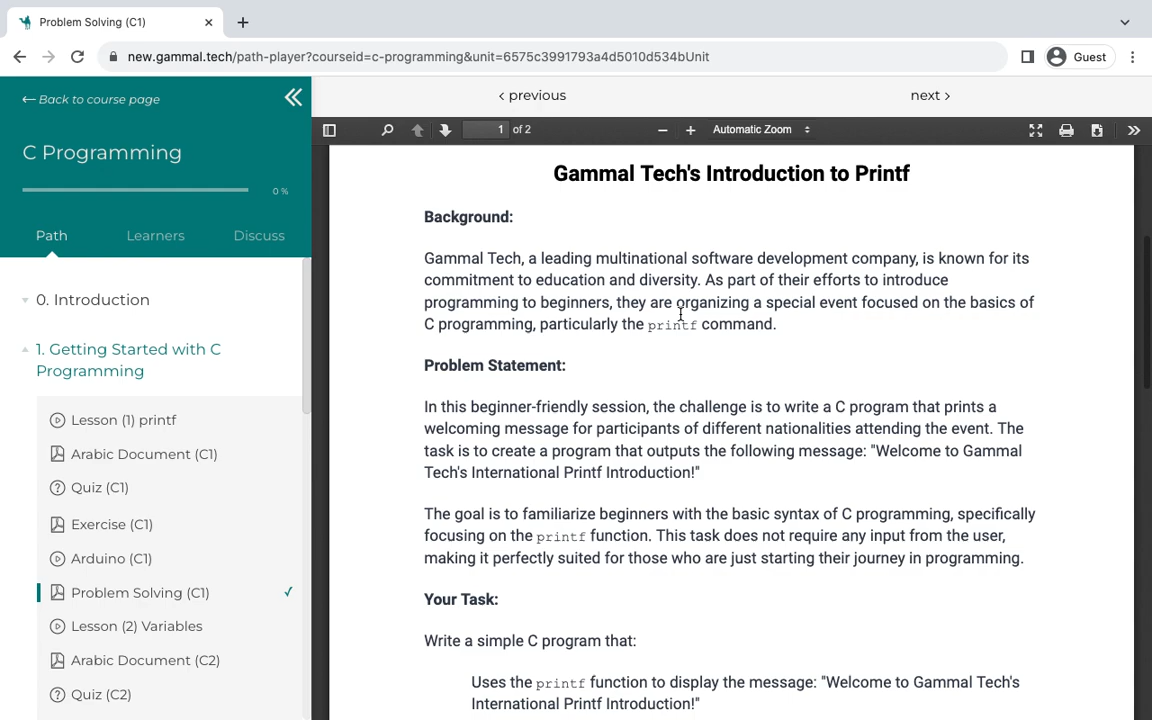 Problem Solving (C1)
new.gammal.tech/path-player?courseid=c-programming&unit=6575c3991793a4d5010d534bUnit
Guest
Back to course page
C Programming
0 %
Path
Learners
Discuss
0. Introduction
1. Getting Started with C
Programming
Lesson (1) printf
Arabic Document (C1)
Quiz (C1)
Exercise (C1)
Arduino (C1)
Problem Solving (C1)
Lesson (2) Variables
Arabic Document (C2)
Quiz (C2)
‹ previous
next ›
1 of 2
Automatic Zoom
Gammal Tech's Introduction to Printf
Background:
Gammal Tech, a leading multinational software development company, is known for its
commitment to education and diversity. As part of their efforts to introduce
programming to beginners, they are organizing a special event focused on the basics of
C programming, particularly the printf command.
Problem Statement:
In this beginner-friendly session, the challenge is to write a C program that prints a
welcoming message for participants of different nationalities attending the event. The
task is to create a program that outputs the following message: "Welcome to Gammal
Tech's International Printf Introduction!"
The goal is to familiarize beginners with the basic syntax of C programming, specifically
focusing on the printf function. This task does not require any input from the user,
making it perfectly suited for those who are just starting their journey in programming.
Your Task:
Write a simple C program that:
Uses the printf function to display the message: "Welcome to Gammal Tech's
International Printf Introduction!"